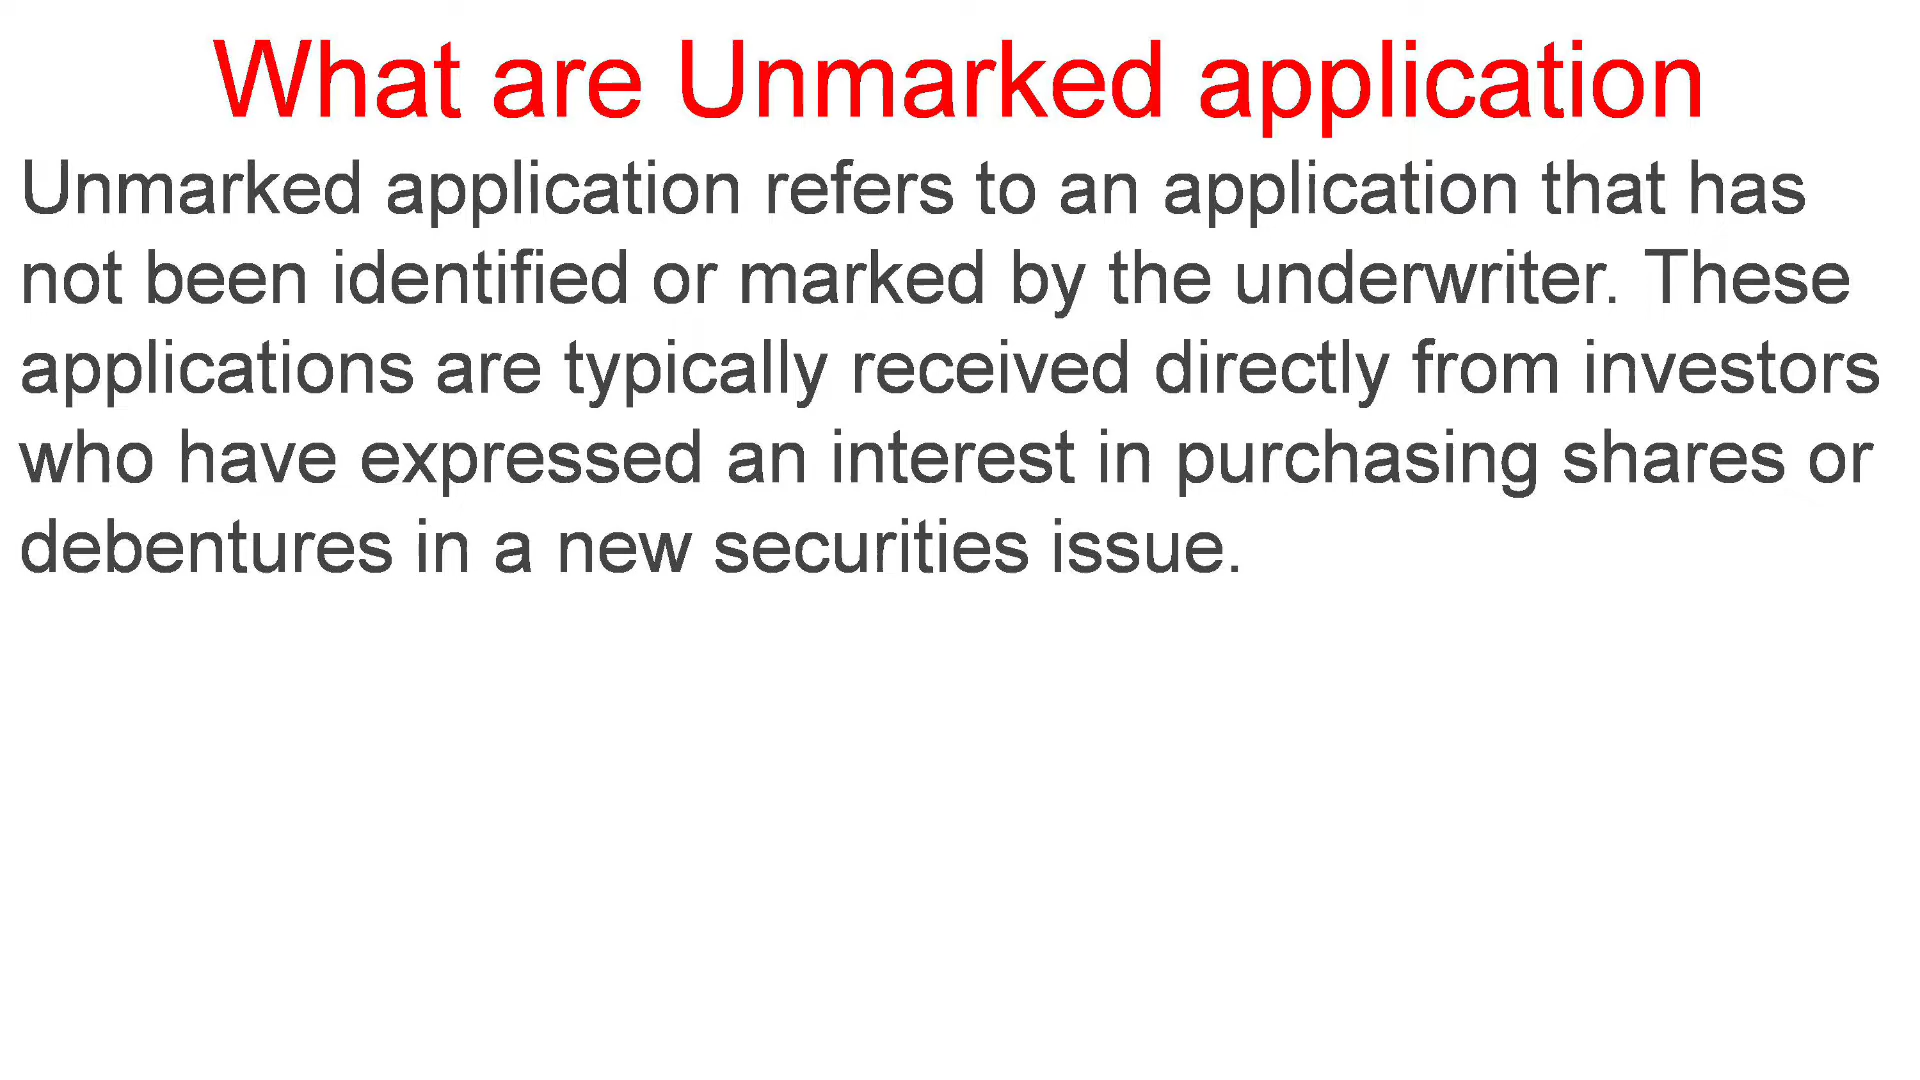 What are Unmarked application
Unmarked application refers to an application that has
not been identified or marked by the underwriter. These
applications are typically received directly from investors
who have expressed an interest in purchasing shares or
debentures in a new securities issue.